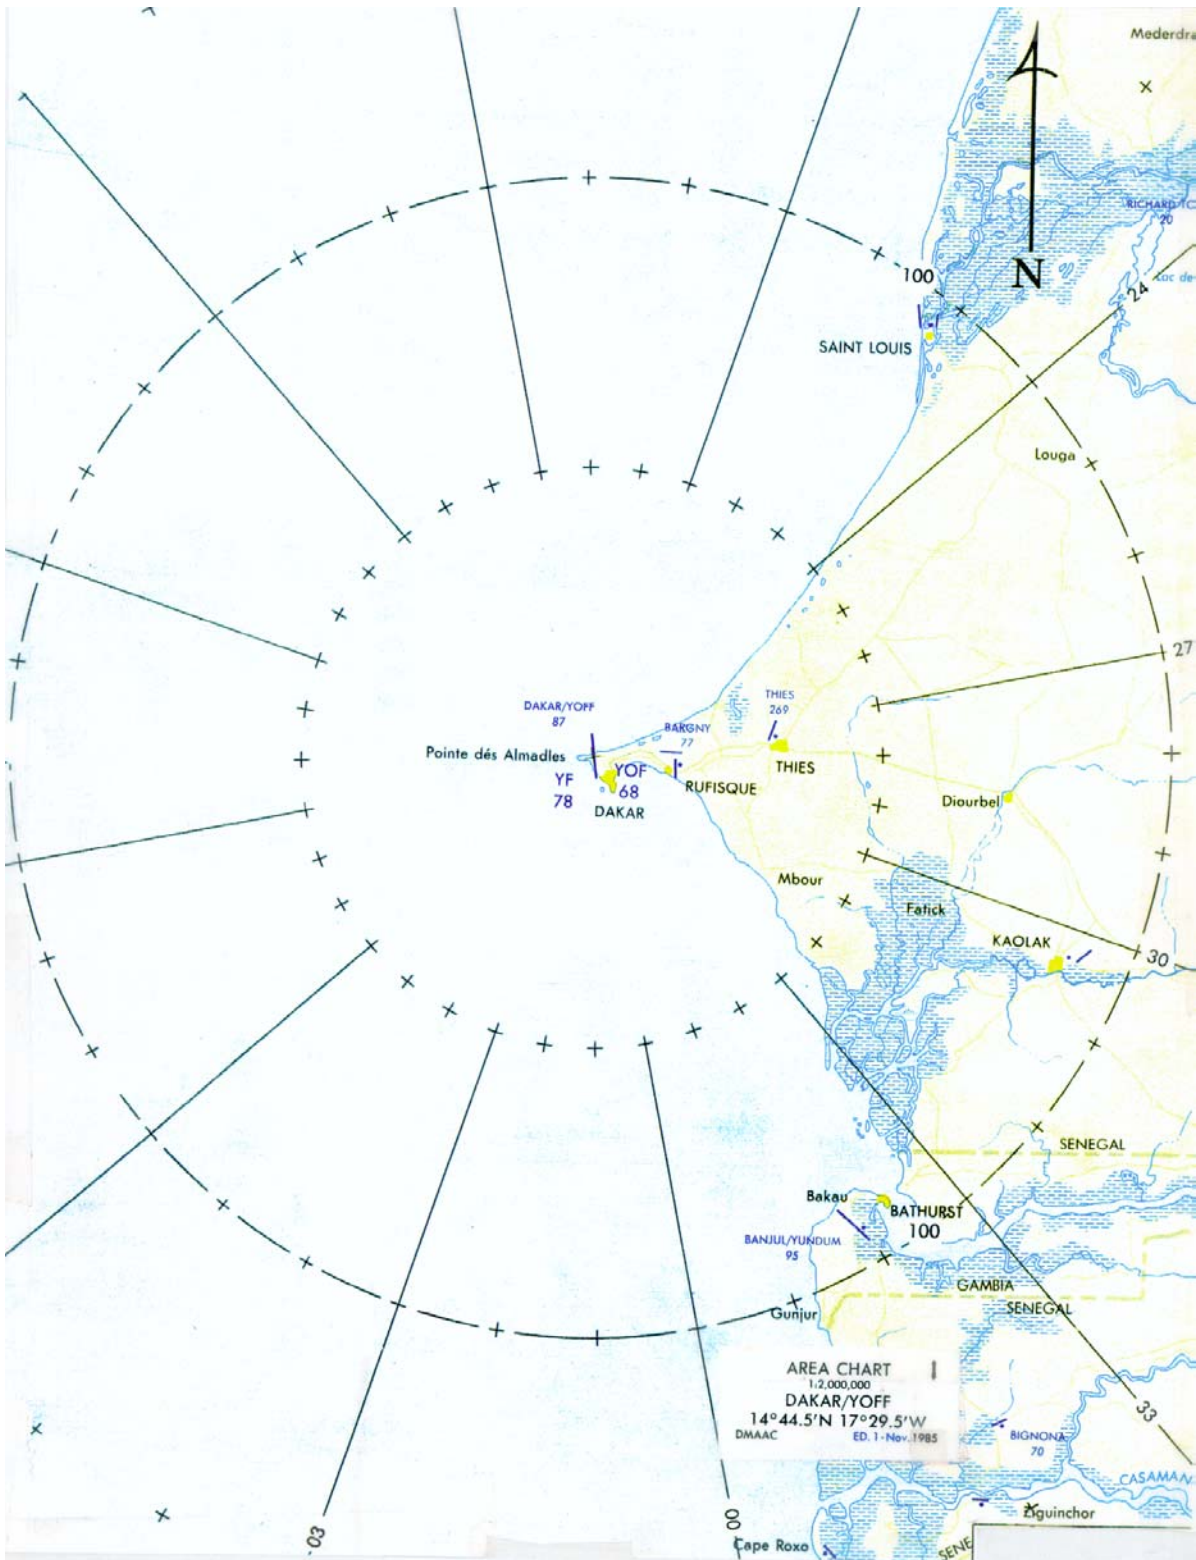 Mederdra
RICHARD TC
20
N
100
24
Lac de
SAINT LOUIS
Louga
27
DAKAR/YOFF
87
THIES
269
BARGNY
77
Pointe dés Almadles
THIES
YF
78
YOF
68
RUFISQUE
DAKAR
Diourbel
Mbour
Fatick
KAOLAK
30
SENEGAL
Bakau
BATHURST
100
BANJUL/YUNDUM
95
GAMBIA
SENEGAL
Gunjur
AREA CHART
1:2,000,000
DAKAR/YOFF
14°44.5'N 17°29.5'W
DMAAC
ED. 1-Nov. 1985
33
BIGNONA
70
CASAMAN
Ziguinchor
03
00
Cape Roxo
SENE